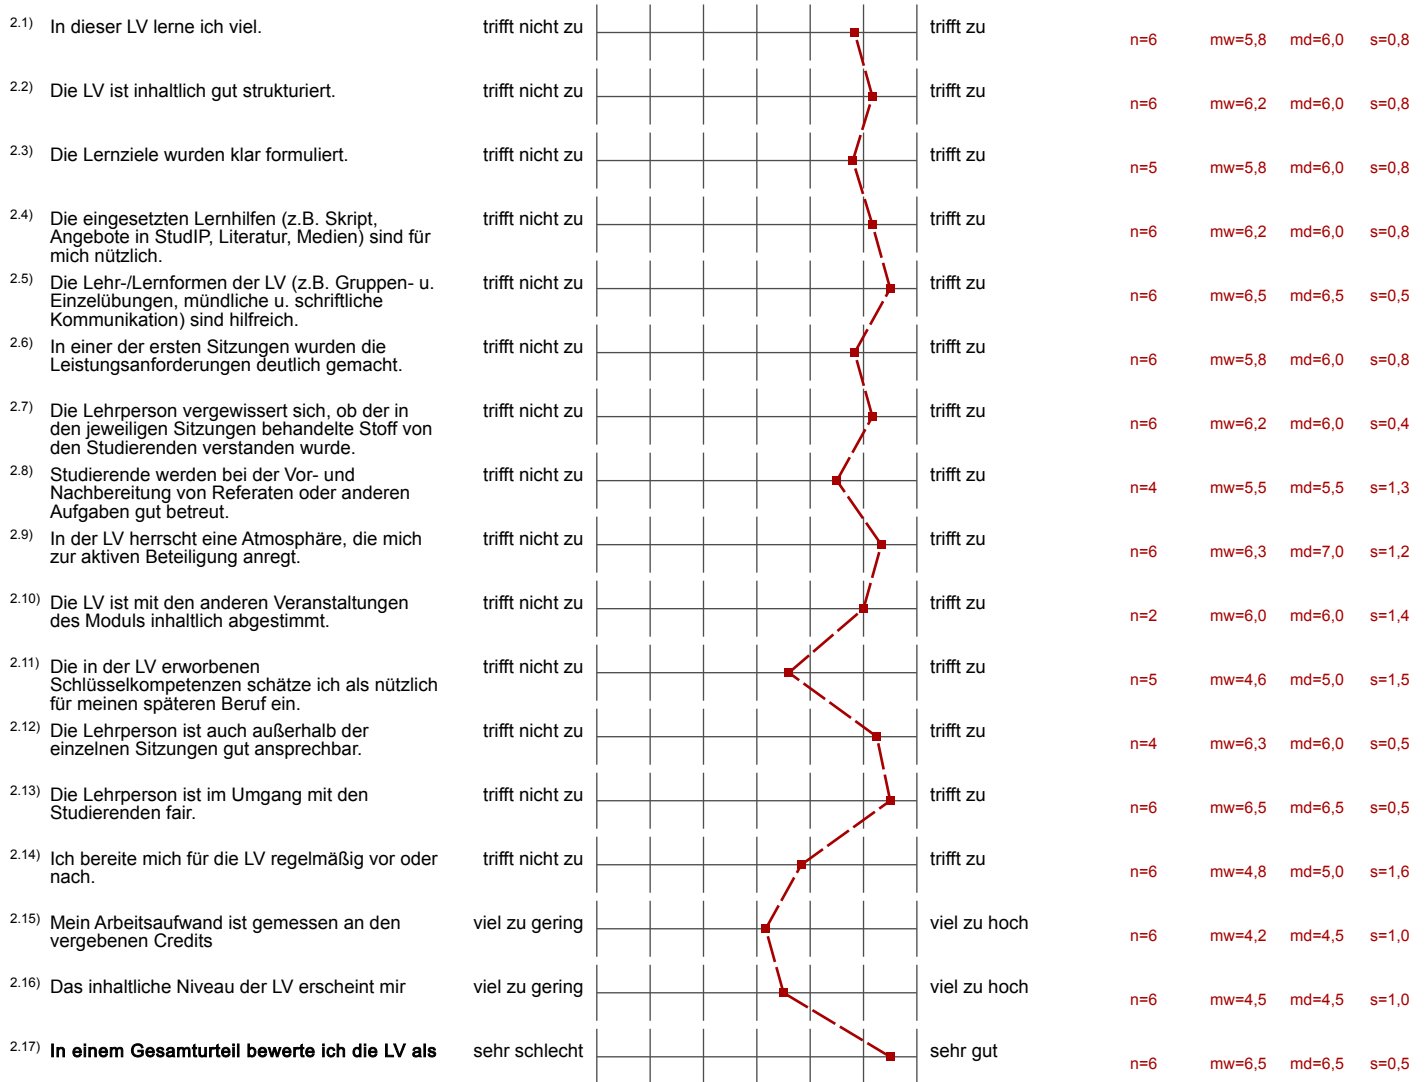 2.1) In dieser LV lerne ich viel. trifft nicht zu trifft zu n=6 mw=5,8 md=6,0 s=0,8
2.2) Die LV ist inhaltlich gut strukturiert. trifft nicht zu trifft zu n=6 mw=6,2 md=6,0 s=0,8
2.3) Die Lernziele wurden klar formuliert. trifft nicht zu trifft zu n=5 mw=5,8 md=6,0 s=0,8
2.4) Die eingesetzten Lernhilfen (z.B. Skript, trifft nicht zu trifft zu
Angebote in StudIP, Literatur, Medien) sind für n=6 mw=6,2 md=6,0 s=0,8
mich nützlich.
2.5) Die Lehr-/Lernformen der LV (z.B. Gruppen- u. trifft nicht zu trifft zu
Einzelübungen, mündliche u. schriftliche n=6 mw=6,5 md=6,5 s=0,5
Kommunikation) sind hilfreich.
2.6) In einer der ersten Sitzungen wurden die trifft nicht zu trifft zu
Leistungsanforderungen deutlich gemacht. n=6 mw=5,8 md=6,0 s=0,8
2.7) Die Lehrperson vergewissert sich, ob der in trifft nicht zu trifft zu
den jeweiligen Sitzungen behandelte Stoff von n=6 mw=6,2 md=6,0 s=0,4
den Studierenden verstanden wurde.
2.8) Studierende werden bei der Vor- und trifft nicht zu trifft zu
Nachbereitung von Referaten oder anderen n=4 mw=5,5 md=5,5 s=1,3
Aufgaben gut betreut.
2.9) In der LV herrscht eine Atmosphäre, die mich trifft nicht zu trifft zu
zur aktiven Beteiligung anregt. n=6 mw=6,3 md=7,0 s=1,2
2.10) Die LV ist mit den anderen Veranstaltungen trifft nicht zu trifft zu
des Moduls inhaltlich abgestimmt. n=2 mw=6,0 md=6,0 s=1,4
2.11) Die in der LV erworbenen trifft nicht zu trifft zu
Schlüsselkompetenzen schätze ich als nützlich n=5 mw=4,6 md=5,0 s=1,5
für meinen späteren Beruf ein.
2.12) Die Lehrperson ist auch außerhalb der trifft nicht zu trifft zu
einzelnen Sitzungen gut ansprechbar. n=4 mw=6,3 md=6,0 s=0,5
2.13) Die Lehrperson ist im Umgang mit den trifft nicht zu trifft zu
Studierenden fair. n=6 mw=6,5 md=6,5 s=0,5
2.14) Ich bereite mich für die LV regelmäßig vor oder trifft nicht zu trifft zu
nach. n=6 mw=4,8 md=5,0 s=1,6
2.15) Mein Arbeitsaufwand ist gemessen an den viel zu gering viel zu hoch
vergebenen Credits n=6 mw=4,2 md=4,5 s=1,0
2.16) Das inhaltliche Niveau der LV erscheint mir viel zu gering viel zu hoch n=6 mw=4,5 md=4,5 s=1,0
2.17) In einem Gesamturteil bewerte ich die LV als sehr schlecht sehr gut n=6 mw=6,5 md=6,5 s=0,5